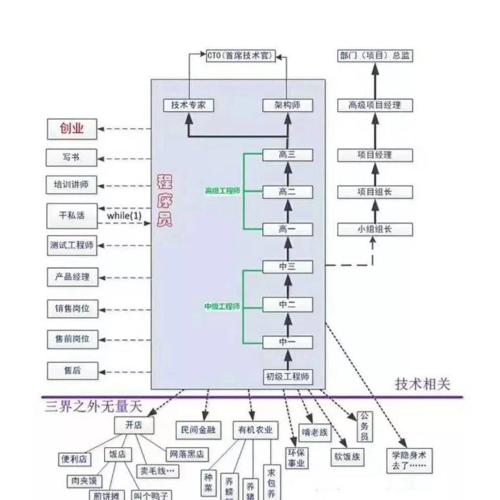 CTO(首席技术官)
部门（项目）总监
技术专家
架构师
高级项目经理
创业
写书
培训讲师
干私活
while(1)
测试工程师
产品经理
销售岗位
售前岗位
售后
程序员
高三
高级工程师
高二
高一
中三
中级工程师
中二
中一
初级工程师
项目经理
项目组长
小组组长
三界之外无量天
技术相关
开店
民间金融
有机农业
啃老族
公务员
便利店
饭店
网落黑店
卖毛线…
肉夹馍
煎饼摊
叫个鸭子
种菜
养猪
求包养
环保事业
软饭族
学隐身术去了……